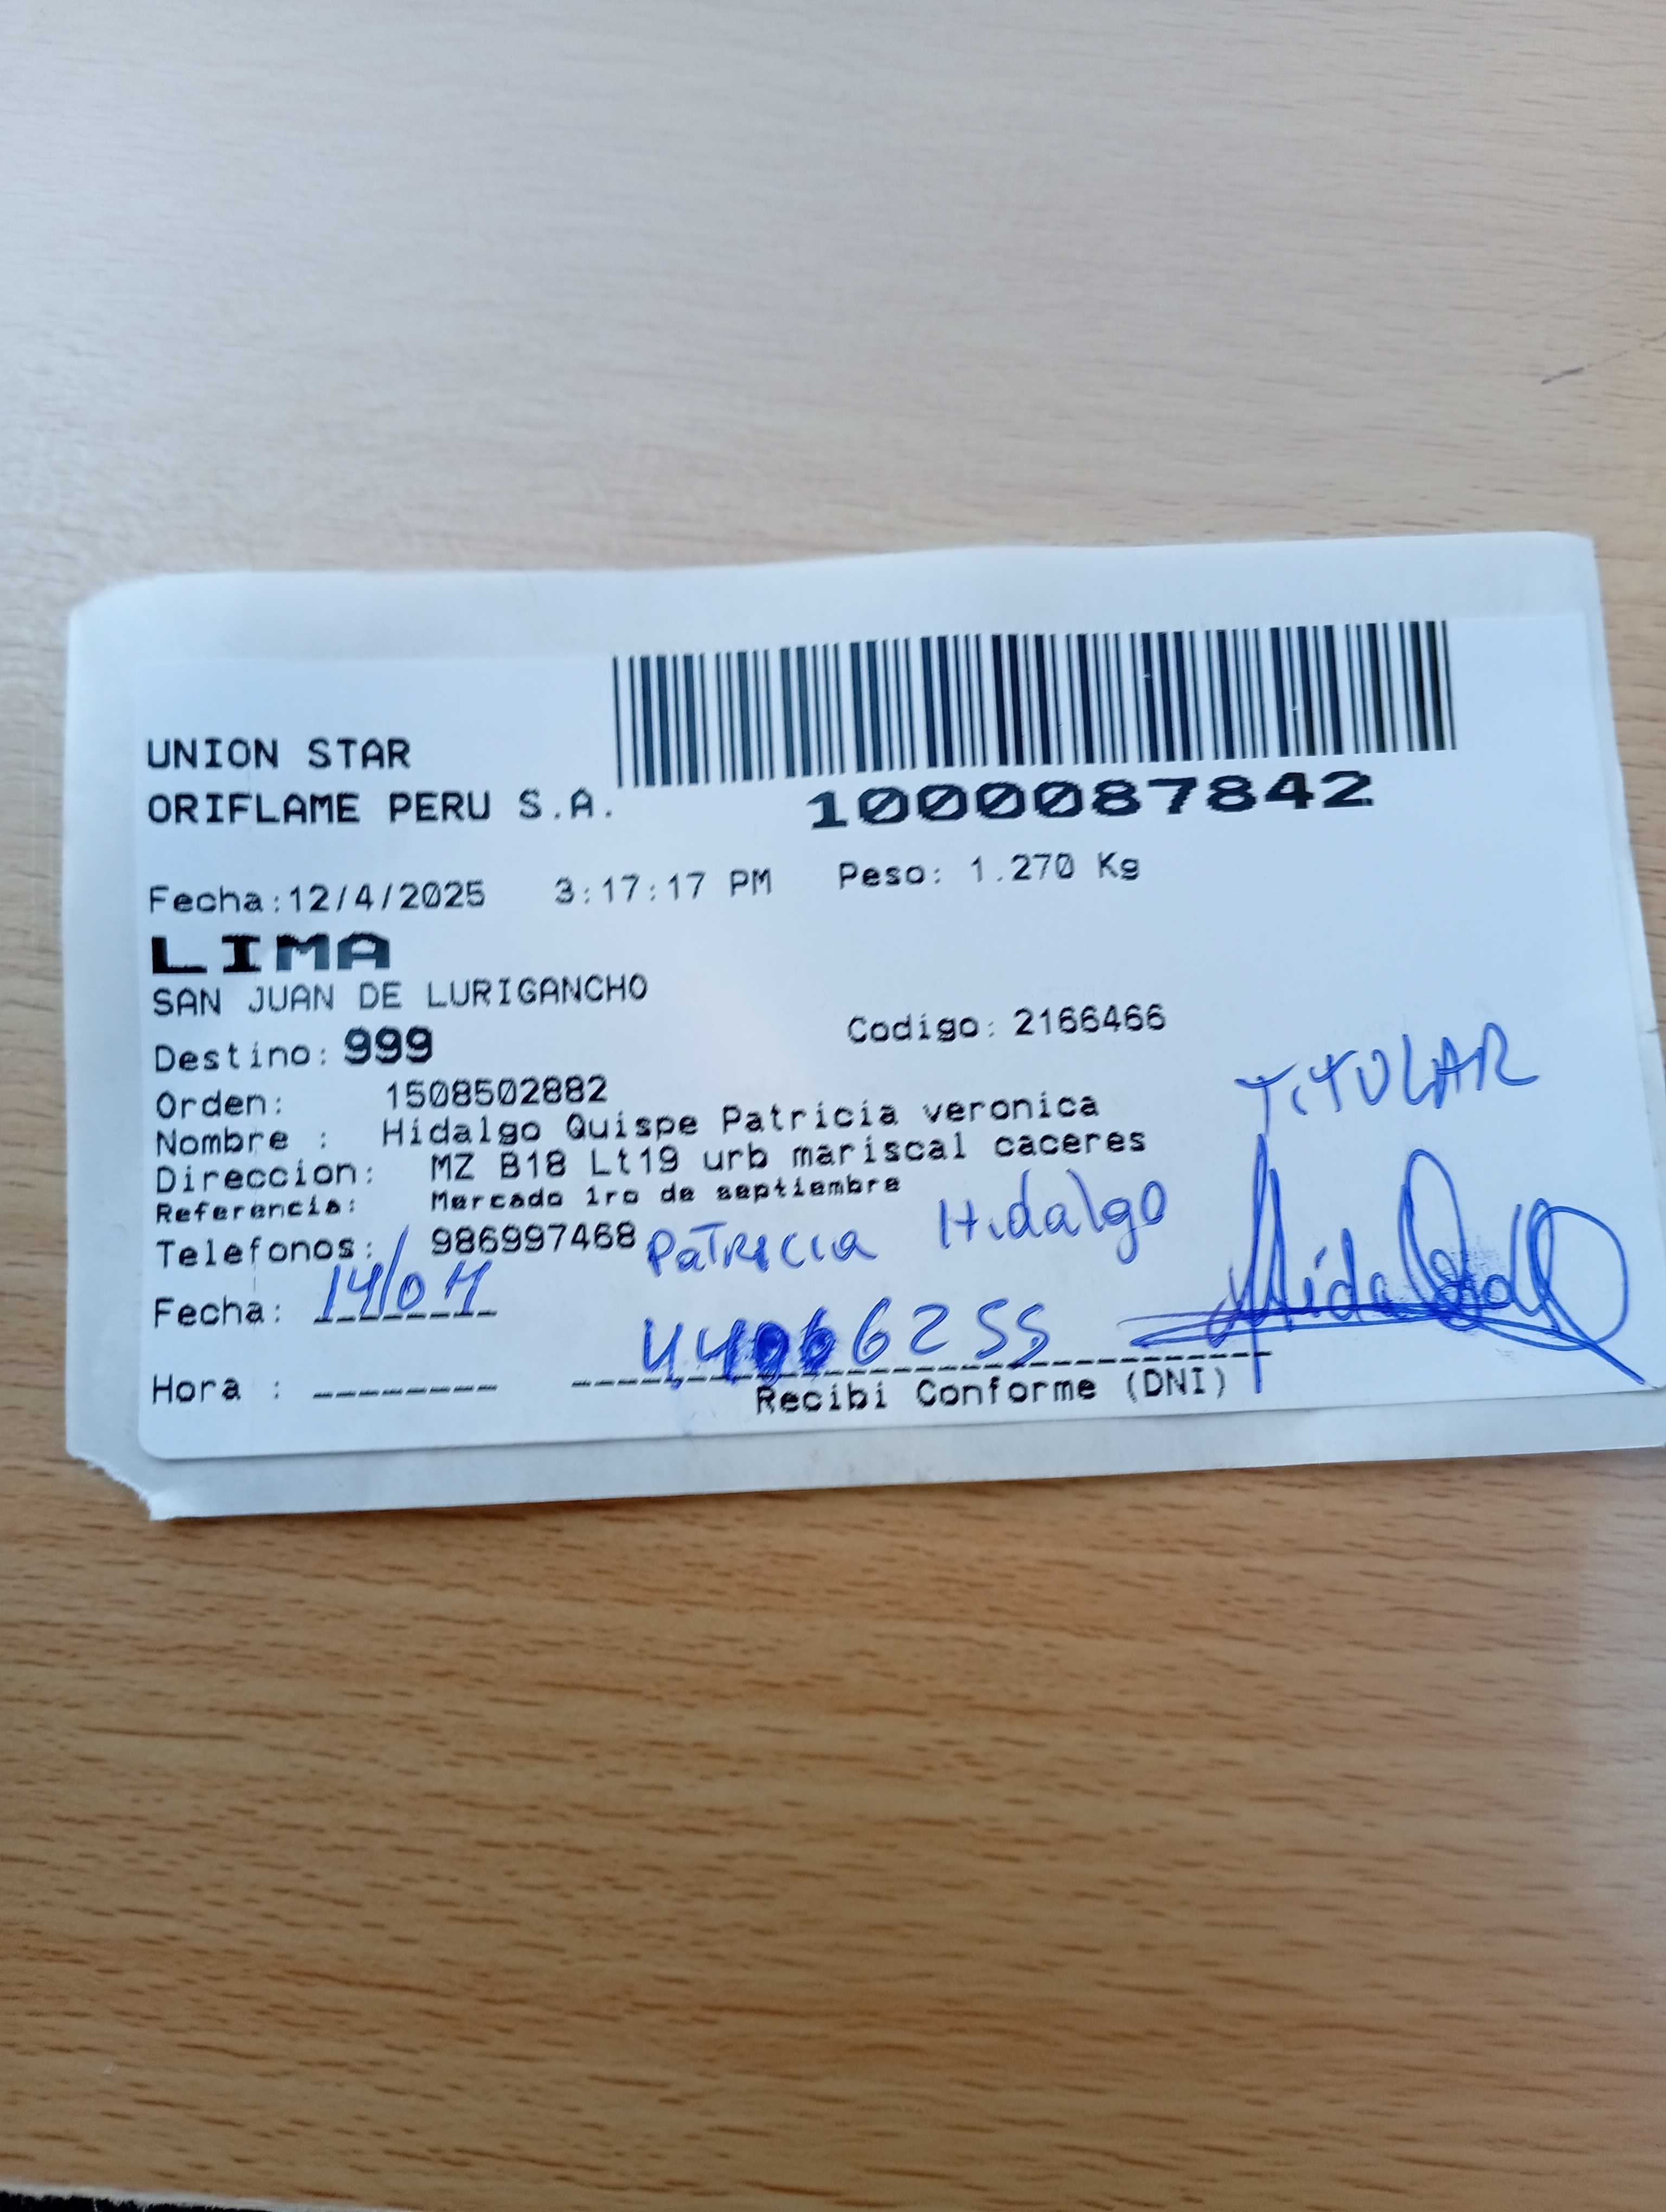 UNION STAR
ORIFLAME PERU S.A.
1000087842
Fecha:12/4/2025 3:17:17 PM Peso: 1.270 Kg
LIMA
SAN JUAN DE LURIGANCHO
Destino: 999 Codigo: 2166466
TITULAR
Orden: 1508502882
Nombre : Hidalgo Quispe Patricia veronica
Direccion: MZ B18 Lt19 urb mariscal caceres
Referencia: Mercado 1ro de septiembre
Telefonos: 986997468
Patricia Hidalgo
Fecha: 14/04
Hora :
Recibi Conforme (DNI)